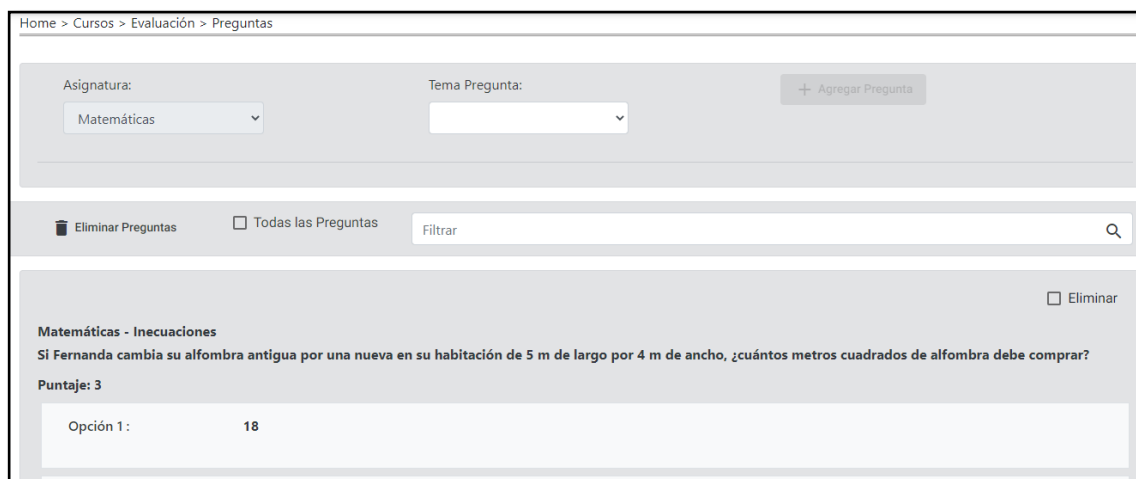 Home > Cursos > Evaluación > Preguntas
Asignatura:
Tema Pregunta:
+ Agregar Pregunta
Matemáticas
Eliminar Preguntas
Todas las Preguntas
Filtrar
Eliminar
Matemáticas - Inecuaciones
Si Fernanda cambia su alfombra antigua por una nueva en su habitación de 5 m de largo por 4 m de ancho, ¿cuántos metros cuadrados de alfombra debe comprar?
Puntaje: 3
Opción 1 : 18